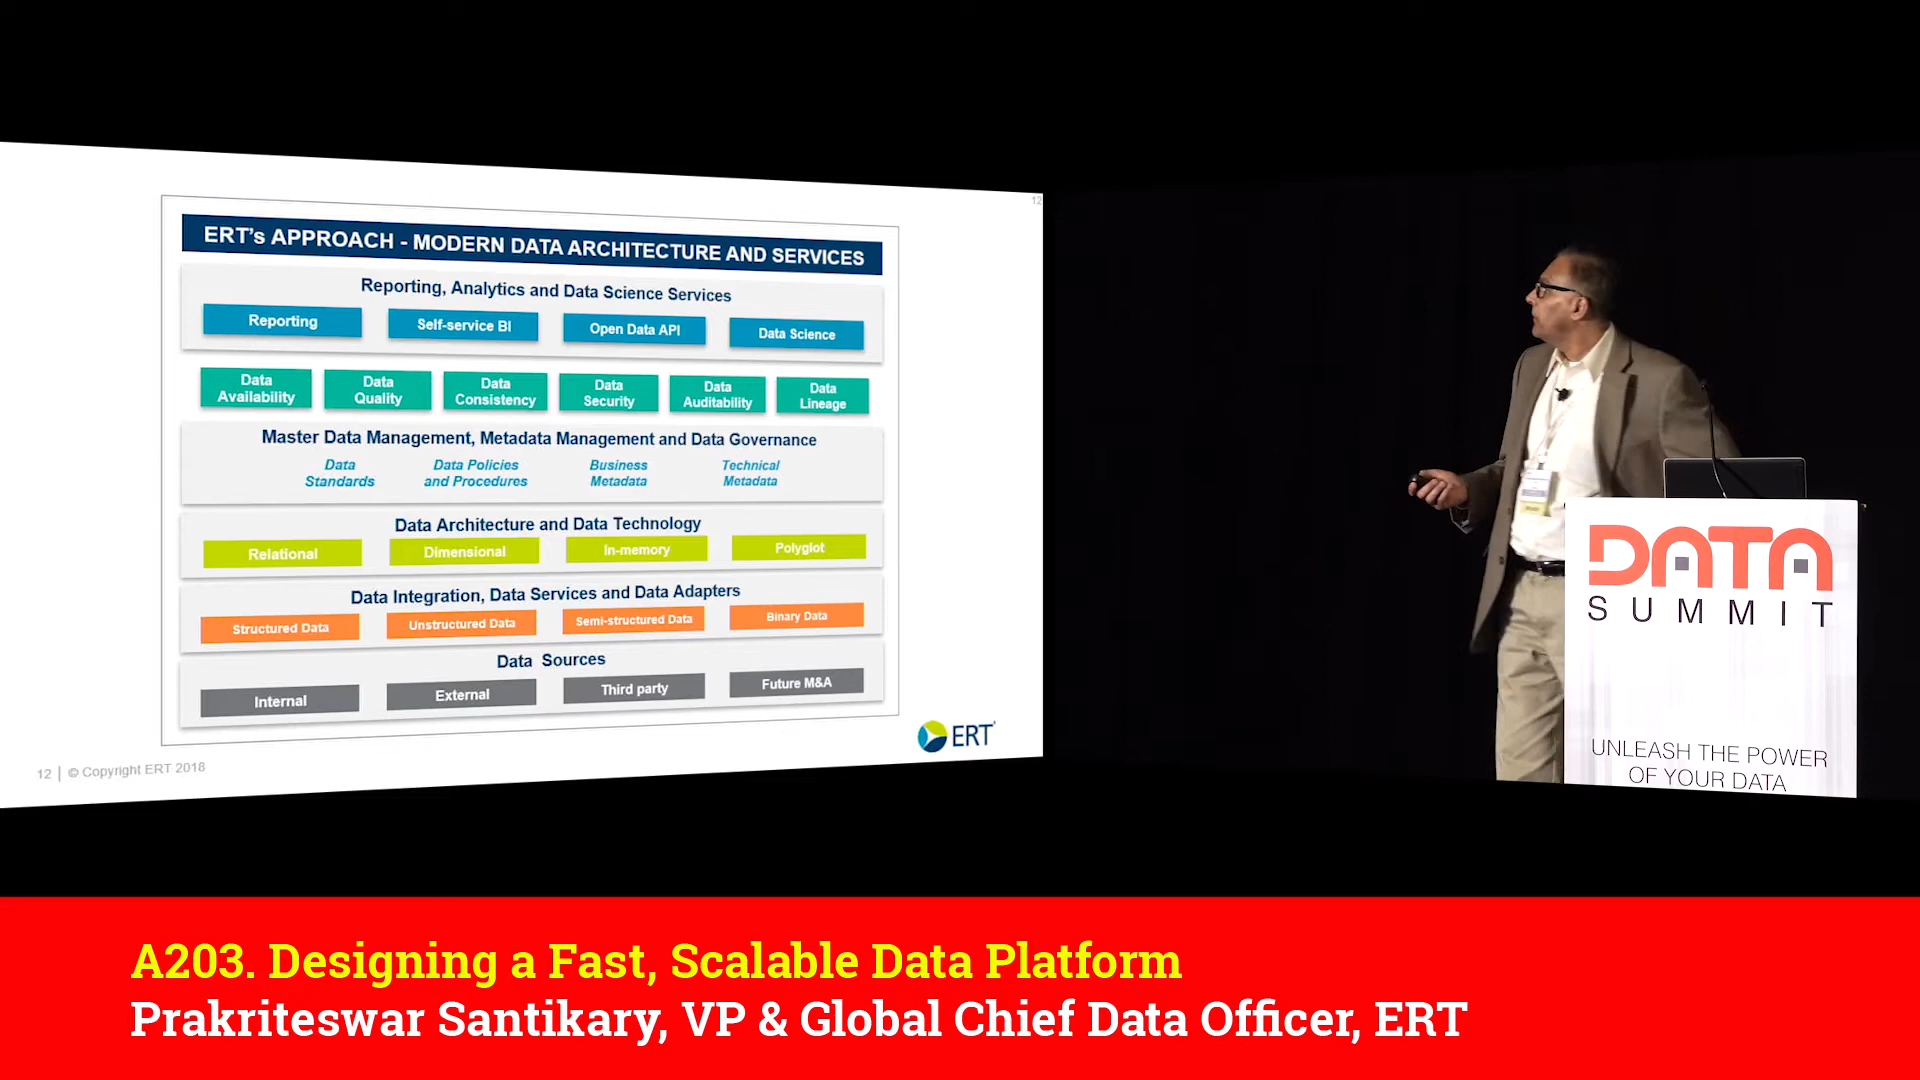 12
ERT's APPROACH - MODERN DATA ARCHITECTURE AND SERVICES
Reporting, Analytics and Data Science Services
Reporting
Self-service BI
Open Data API
Data Science
Data
Availability
Data
Quality
Data
Consistency
Data
Security
Data
Auditability
Data
Lineage
Master Data Management, Metadata Management and Data Governance
Data
Standards
Data Policies
and Procedures
Business
Metadata
Technical
Metadata
Data Architecture and Data Technology
Relational
Dimensional
In-memory
Polyglot
Data Integration, Data Services and Data Adapters
Structured Data
Unstructured Data
Semi-structured Data
Binary Data
Data Sources
Internal
External
Third party
Future M&A
ERT
12 | © Copyright ERT 2018
DATA
SUMMIT
UNLEASH THE POWER
OF YOUR DATA
A203. Designing a Fast, Scalable Data Platform
Prakriteswar Santikary, VP & Global Chief Data Officer, ERT